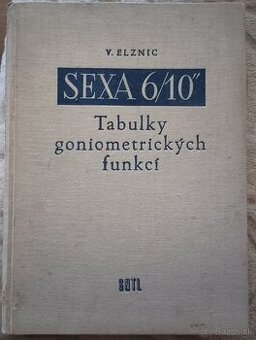 V. ELZNIC
SEXA 6/10"
Tabulky
goniometrických
funkcí
SNTL